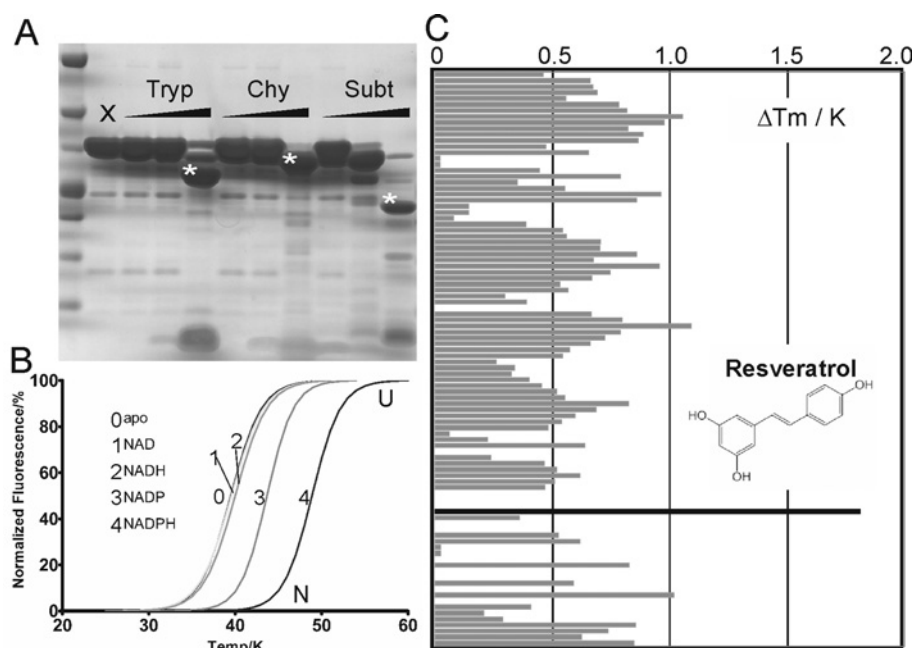 A
X Tryp Chy Subt
*
*
*
B
Normalized Fluorescence/%
100
80
60
40
20
0
0apo
1NAD
2NADH
3NADP
4NADPH
1 2
0 3 4
U
N
20 30 40 50 60
Temp/K
C
0 0.5 1.0 1.5 2.0
ΔTm / K
Resveratrol
OH
HO
OH